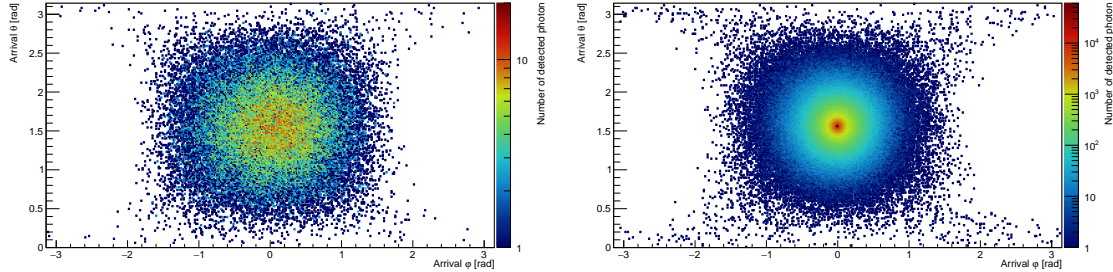 Arrival θ [rad]
3
2.5
2
1.5
1
0.5
0
−3 −2 −1 0 1 2 3
Arrival φ [rad]
10
1
Number of detected photon
Arrival θ [rad]
3
2.5
2
1.5
1
0.5
0
−3 −2 −1 0 1 2 3
Arrival φ [rad]
10⁴
10³
10²
10
1
Number of detected photon